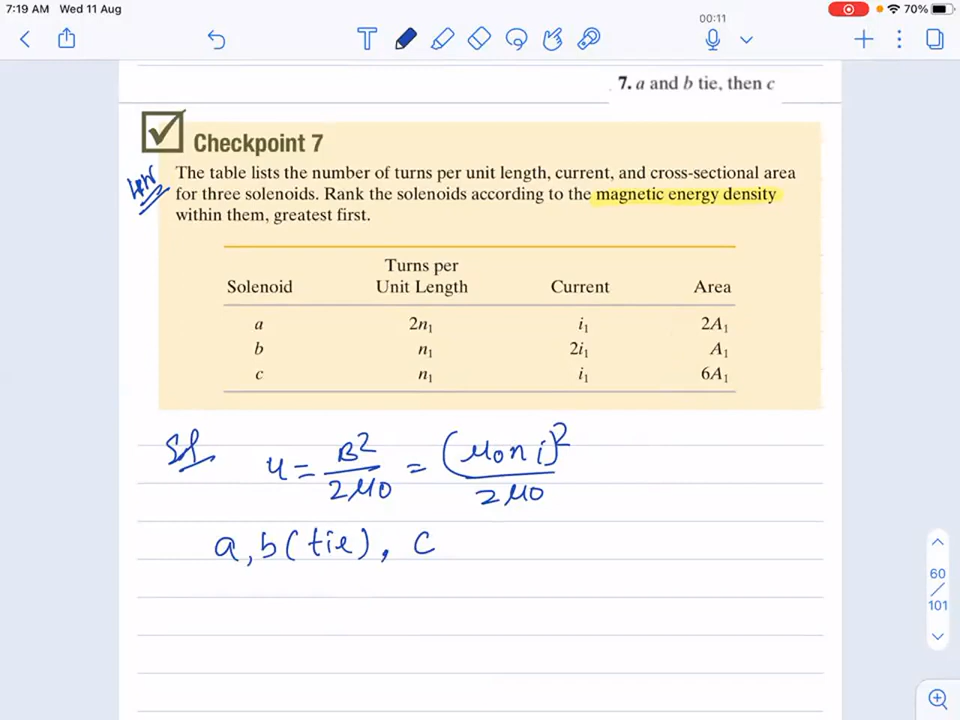 7:19 AM Wed 11 Aug
00:11
70%
7. a and b tie, then c
Checkpoint 7
HW
The table lists the number of turns per unit length, current, and cross-sectional area
for three solenoids. Rank the solenoids according to the magnetic energy density
within them, greatest first.
Solenoid Turns per Unit Length Current Area
a 2n₁ i₁ 2A₁
b n₁ 2i₁ A₁
c n₁ i₁ 6A₁
Sol
u = B²/2μ0 = (μ0 n i)²/2μ0
a, b (tie), c
60
/
101